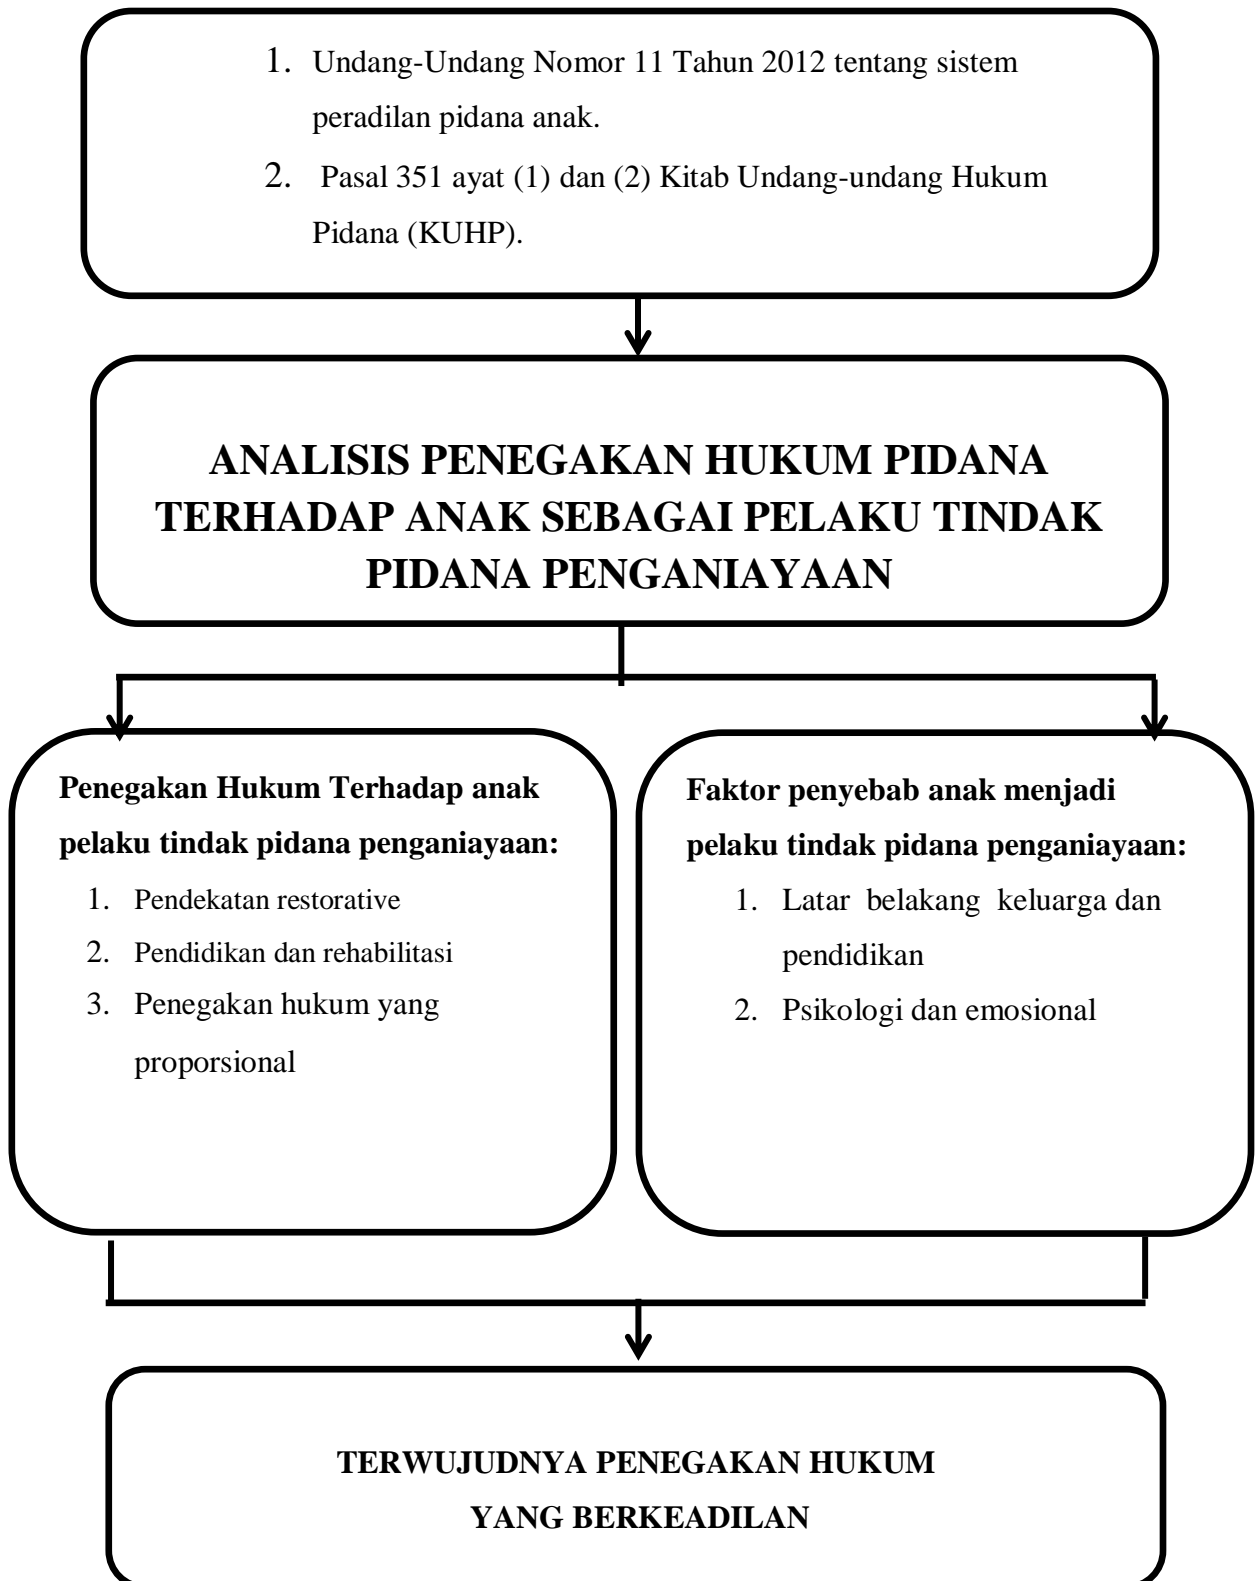 1. Undang-Undang Nomor 11 Tahun 2012 tentang sistem
peradilan pidana anak.
2. Pasal 351 ayat (1) dan (2) Kitab Undang-undang Hukum
Pidana (KUHP).
ANALISIS PENEGAKAN HUKUM PIDANA
TERHADAP ANAK SEBAGAI PELAKU TINDAK
PIDANA PENGANIAYAAN
Penegakan Hukum Terhadap anak
pelaku tindak pidana penganiayaan:
1. Pendekatan restorative
2. Pendidikan dan rehabilitasi
3. Penegakan hukum yang
proporsional
Faktor penyebab anak menjadi
pelaku tindak pidana penganiayaan:
1. Latar belakang keluarga dan
pendidikan
2. Psikologi dan emosional
TERWUJUDNYA PENEGAKAN HUKUM
YANG BERKEADILAN